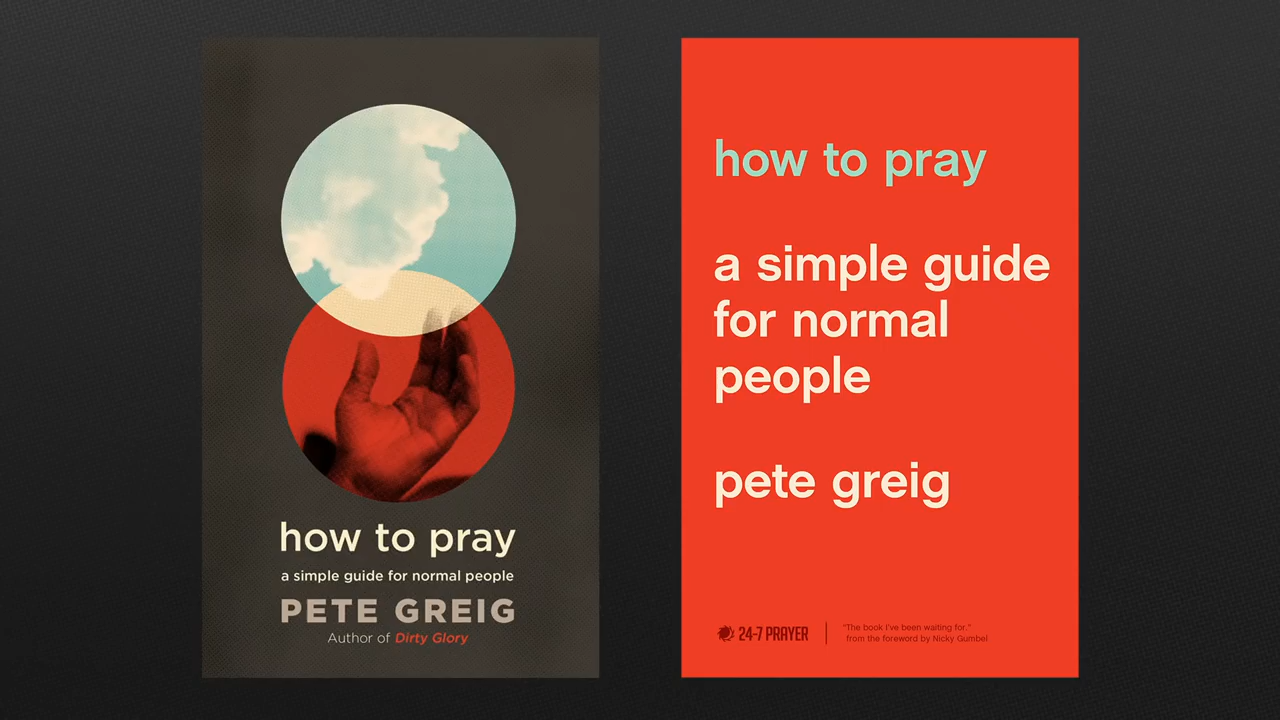 how to pray
a simple guide for normal people
PETE GREIG
Author of Dirty Glory
how to pray
a simple guide
for normal
people
pete greig
24-7 PRAYER
"The book I've been waiting for."
from the foreword by Nicky Gumbel